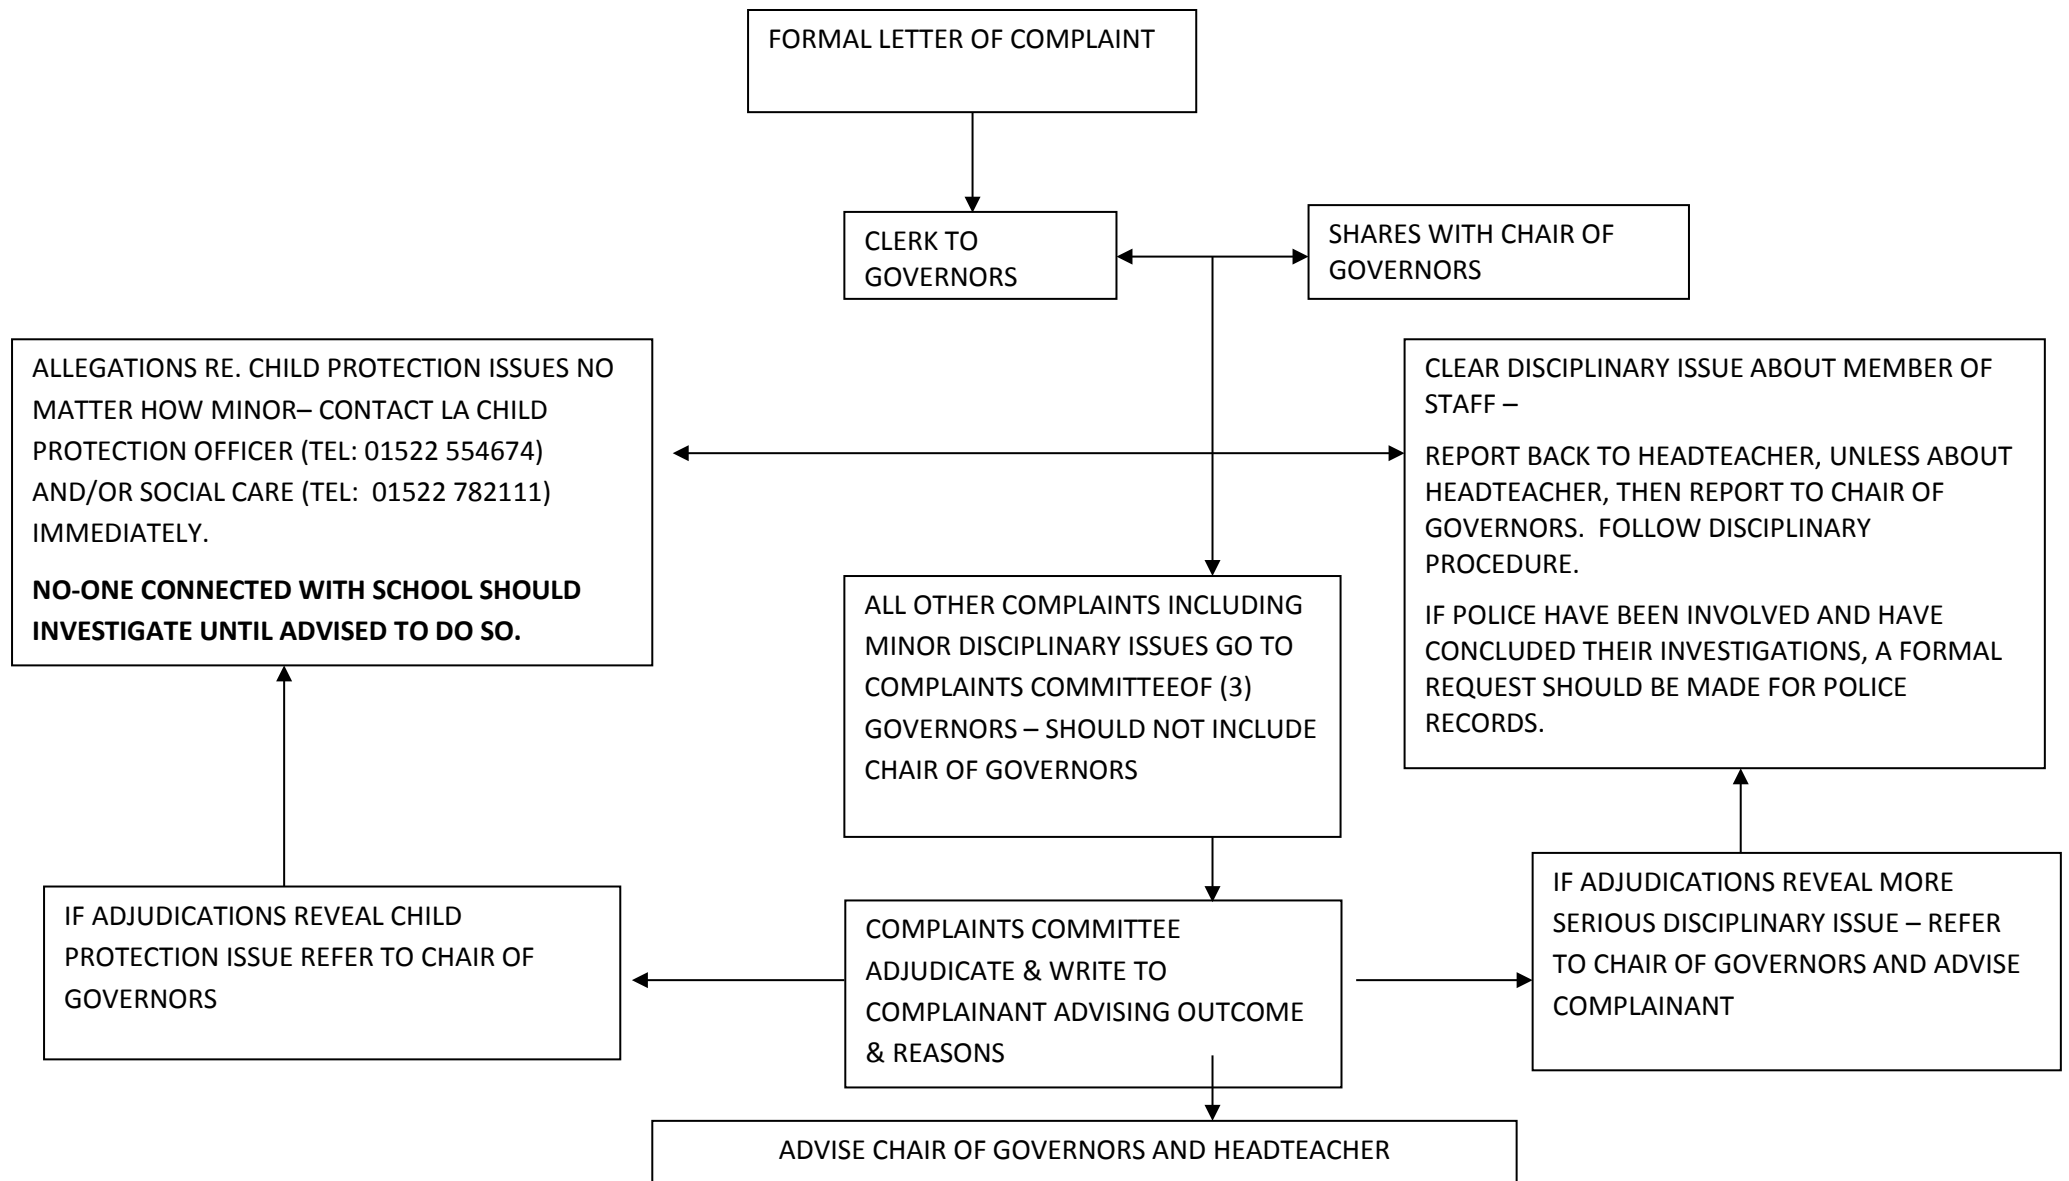 FORMAL LETTER OF COMPLAINT
CLERK TO
GOVERNORS
SHARES WITH CHAIR OF
GOVERNORS
ALLEGATIONS RE. CHILD PROTECTION ISSUES NO
MATTER HOW MINOR– CONTACT LA CHILD
PROTECTION OFFICER (TEL: 01522 554674)
AND/OR SOCIAL CARE (TEL:  01522 782111)
IMMEDIATELY.
NO-ONE CONNECTED WITH SCHOOL SHOULD
INVESTIGATE UNTIL ADVISED TO DO SO.
CLEAR DISCIPLINARY ISSUE ABOUT MEMBER OF
STAFF –
REPORT BACK TO HEADTEACHER, UNLESS ABOUT
HEADTEACHER, THEN REPORT TO CHAIR OF
GOVERNORS.  FOLLOW DISCIPLINARY
PROCEDURE.
IF POLICE HAVE BEEN INVOLVED AND HAVE
CONCLUDED THEIR INVESTIGATIONS, A FORMAL
REQUEST SHOULD BE MADE FOR POLICE
RECORDS.
ALL OTHER COMPLAINTS INCLUDING
MINOR DISCIPLINARY ISSUES GO TO
COMPLAINTS COMMITTEEOF (3)
GOVERNORS – SHOULD NOT INCLUDE
CHAIR OF GOVERNORS
IF ADJUDICATIONS REVEAL CHILD
PROTECTION ISSUE REFER TO CHAIR OF
GOVERNORS
COMPLAINTS COMMITTEE
ADJUDICATE & WRITE TO
COMPLAINANT ADVISING OUTCOME
& REASONS
IF ADJUDICATIONS REVEAL MORE
SERIOUS DISCIPLINARY ISSUE – REFER
TO CHAIR OF GOVERNORS AND ADVISE
COMPLAINANT
ADVISE CHAIR OF GOVERNORS AND HEADTEACHER